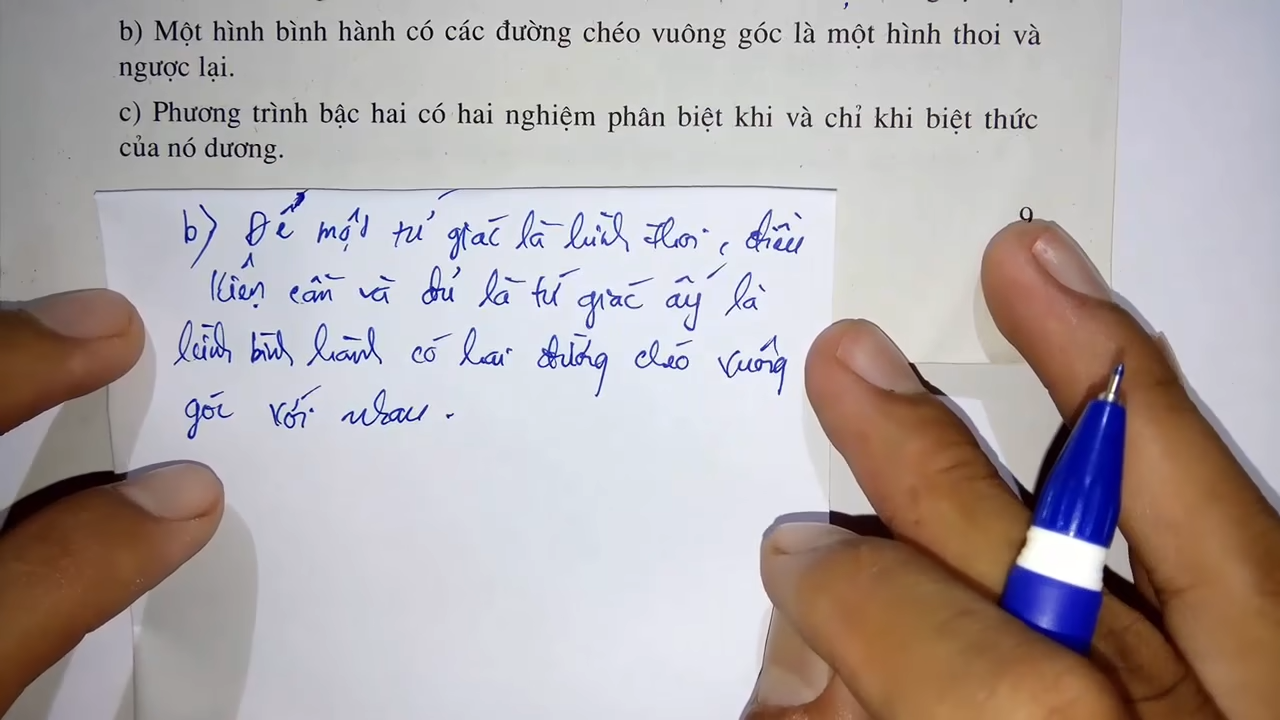 b) Một hình bình hành có các đường chéo vuông góc là một hình thoi và
ngược lại.
c) Phương trình bậc hai có hai nghiệm phân biệt khi và chỉ khi biệt thức
của nó dương.
9
b) Để một tứ giác là hình thoi, điều
kiện cần và đủ là tứ giác ấy là
hình bình hành có hai đường chéo vuông
góc với nhau.